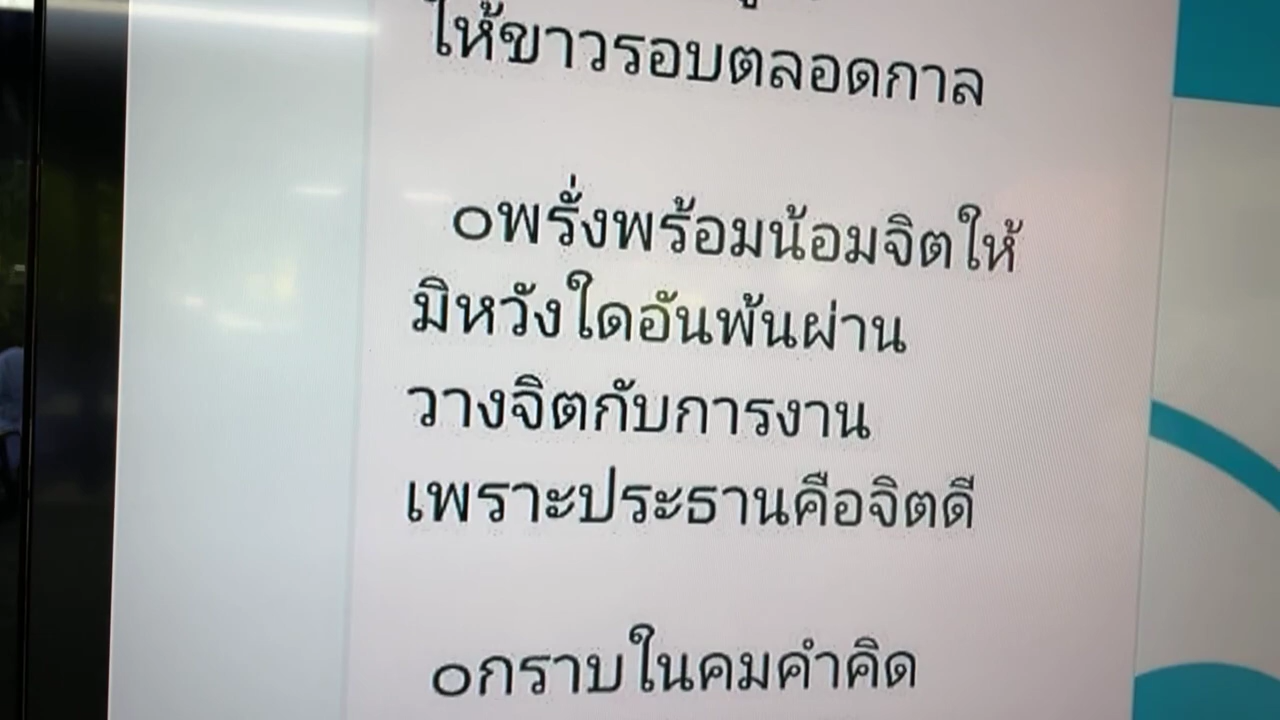 ให้ขาวรอบตลอดกาล
๐พรั่งพร้อมน้อมจิตให้
มิหวังใดอันพ้นผ่าน
วางจิตกับการงาน
เพราะประธานคือจิตดี
๐กราบในคมคำคิด